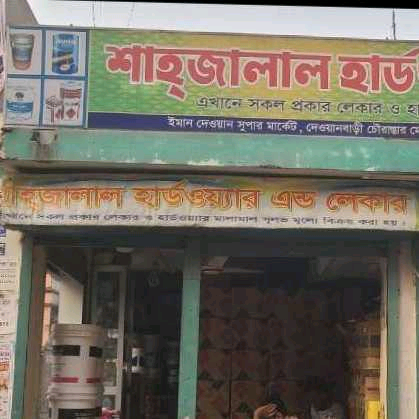 শাহ্জালাল হার্ড
এখানে সকল প্রকার লেকার ও হা
ইমান দেওয়ান সুপার মার্কেট, দেওয়ানবাড়ী চৌরাস্তার মো
শাহ্জালাল হার্ডওয়্যার এন্ড লেকার
এখানে সকল প্রকার লেকার ও হার্ডওয়্যার মালামাল সুলভ মূল্যে বিক্রয় করা হয়।